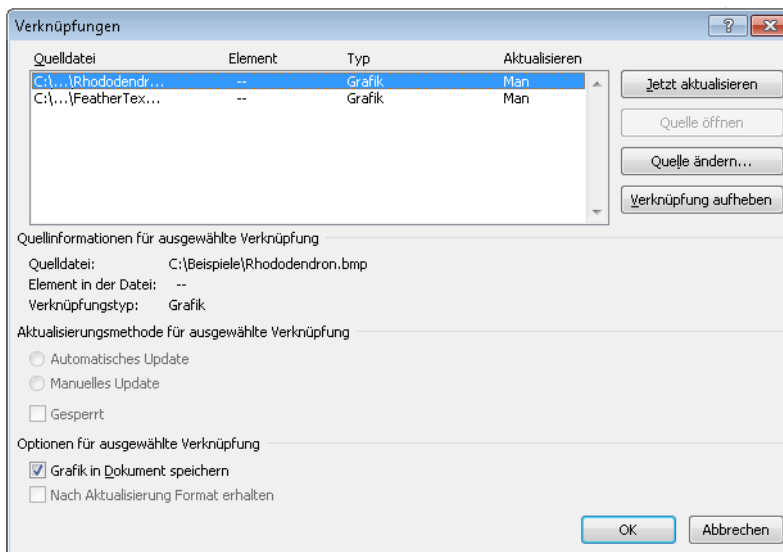 Verknüpfungen
Quelldatei Element Typ Aktualisieren
C:\...\Rhododendr... -- Grafik Man
C:\...\FeatherTex... -- Grafik Man
Jetzt aktualisieren
Quelle öffnen
Quelle ändern...
Verknüpfung aufheben
Quellinformationen für ausgewählte Verknüpfung
Quelldatei: C:\Beispiele\Rhododendron.bmp
Element in der Datei: --
Verknüpfungstyp: Grafik
Aktualisierungsmethode für ausgewählte Verknüpfung
Automatisches Update
Manuelles Update
Gesperrt
Optionen für ausgewählte Verknüpfung
Grafik in Dokument speichern
Nach Aktualisierung Format erhalten
OK Abbrechen